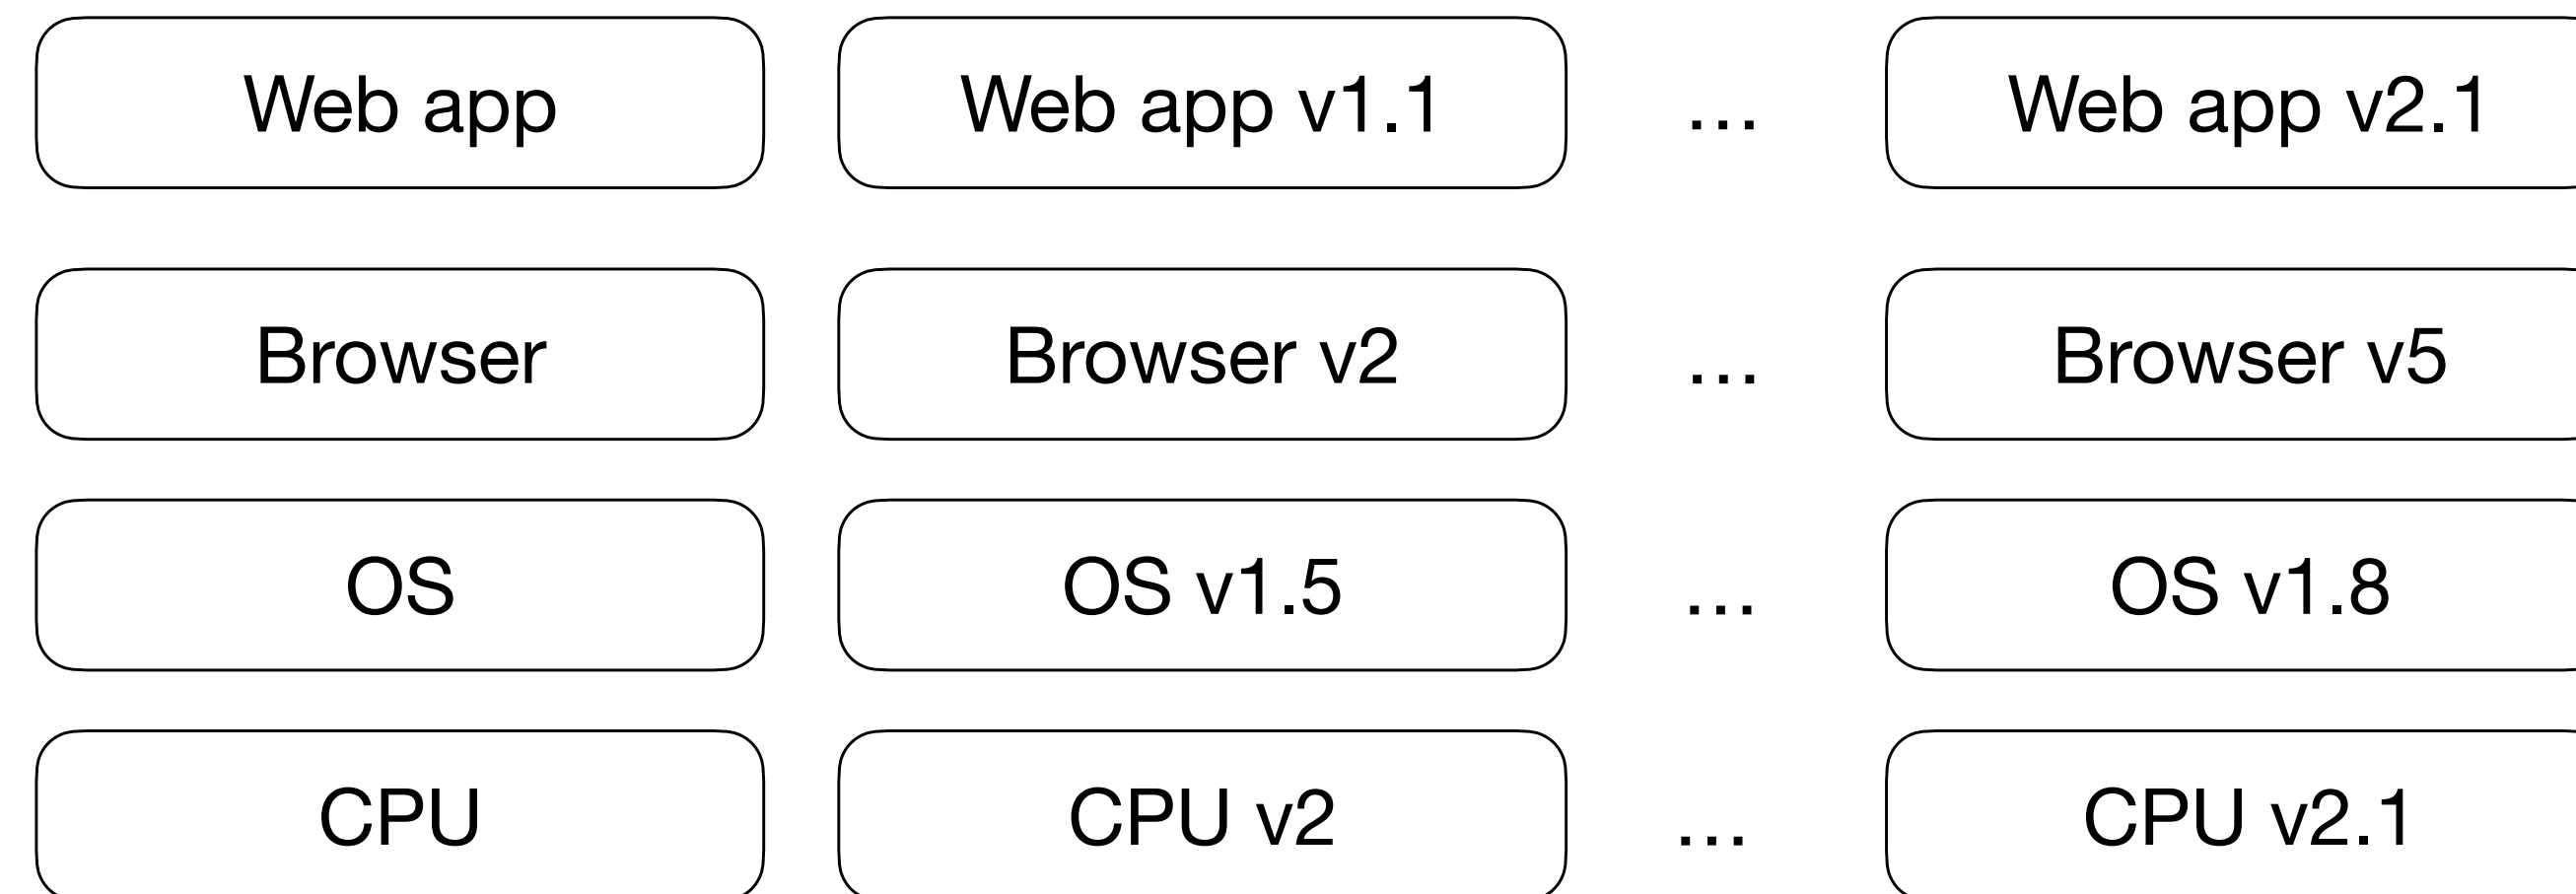 Web app Web app v1.1 ... Web app v2.1
Browser Browser v2 ... Browser v5
OS OS v1.5 ... OS v1.8
CPU CPU v2 ... CPU v2.1